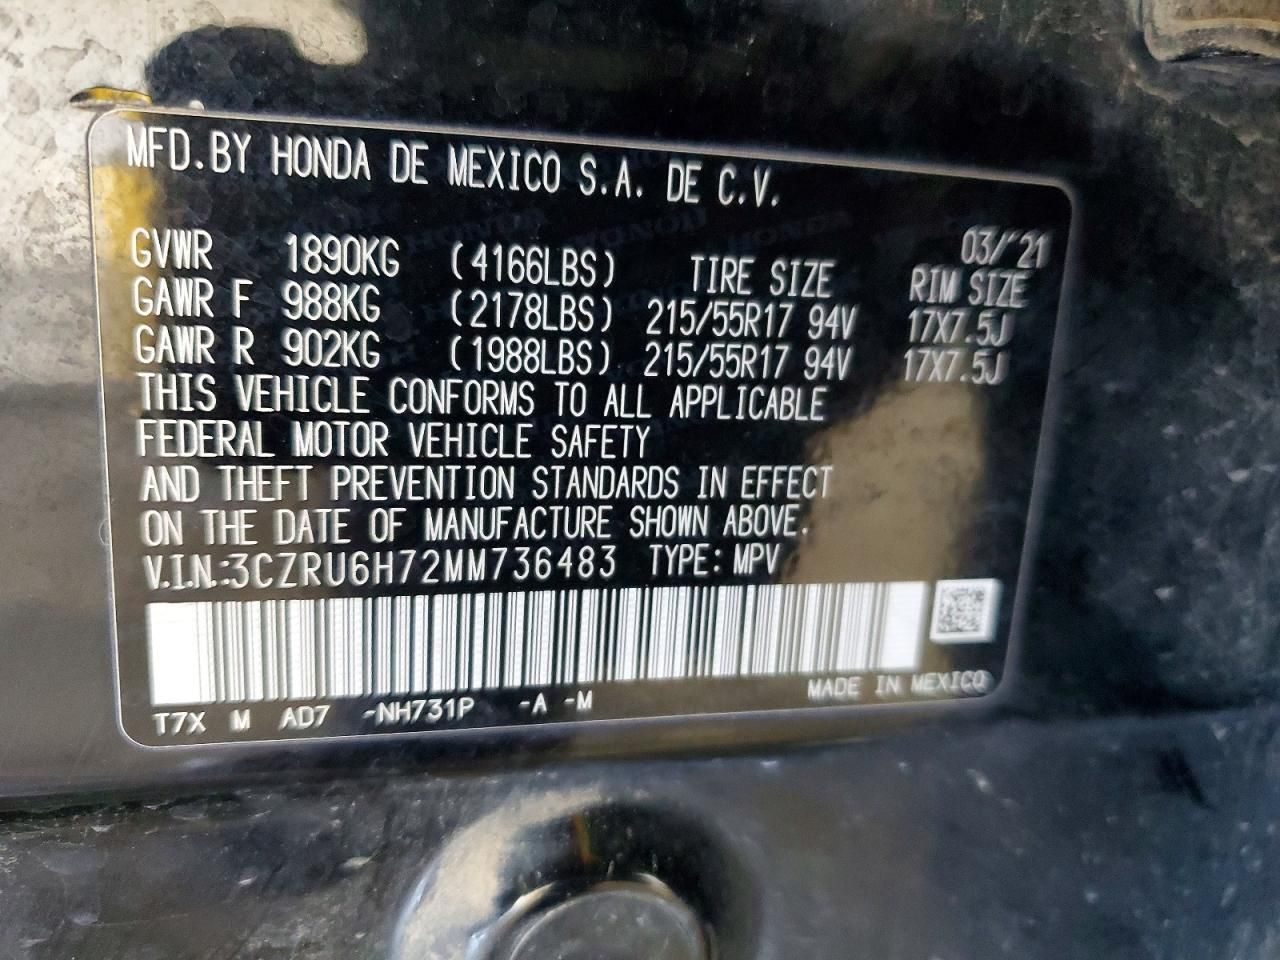 MFD.BY HONDA DE MEXICO S.A. DE C.V.
03/'21
GVWR 1890KG (4166LBS) TIRE SIZE RIM SIZE
GAWR F 988KG (2178LBS) 215/55R17 94V 17X7.5J
GAWR R 902KG (1988LBS) 215/55R17 94V 17X7.5J
THIS VEHICLE CONFORMS TO ALL APPLICABLE
FEDERAL MOTOR VEHICLE SAFETY
AND THEFT PREVENTION STANDARDS IN EFFECT
ON THE DATE OF MANUFACTURE SHOWN ABOVE.
V.I.N.:3CZRU6H72MM736483 TYPE: MPV
MADE IN MEXICO
T7X M AD7 -NH731P -A -M